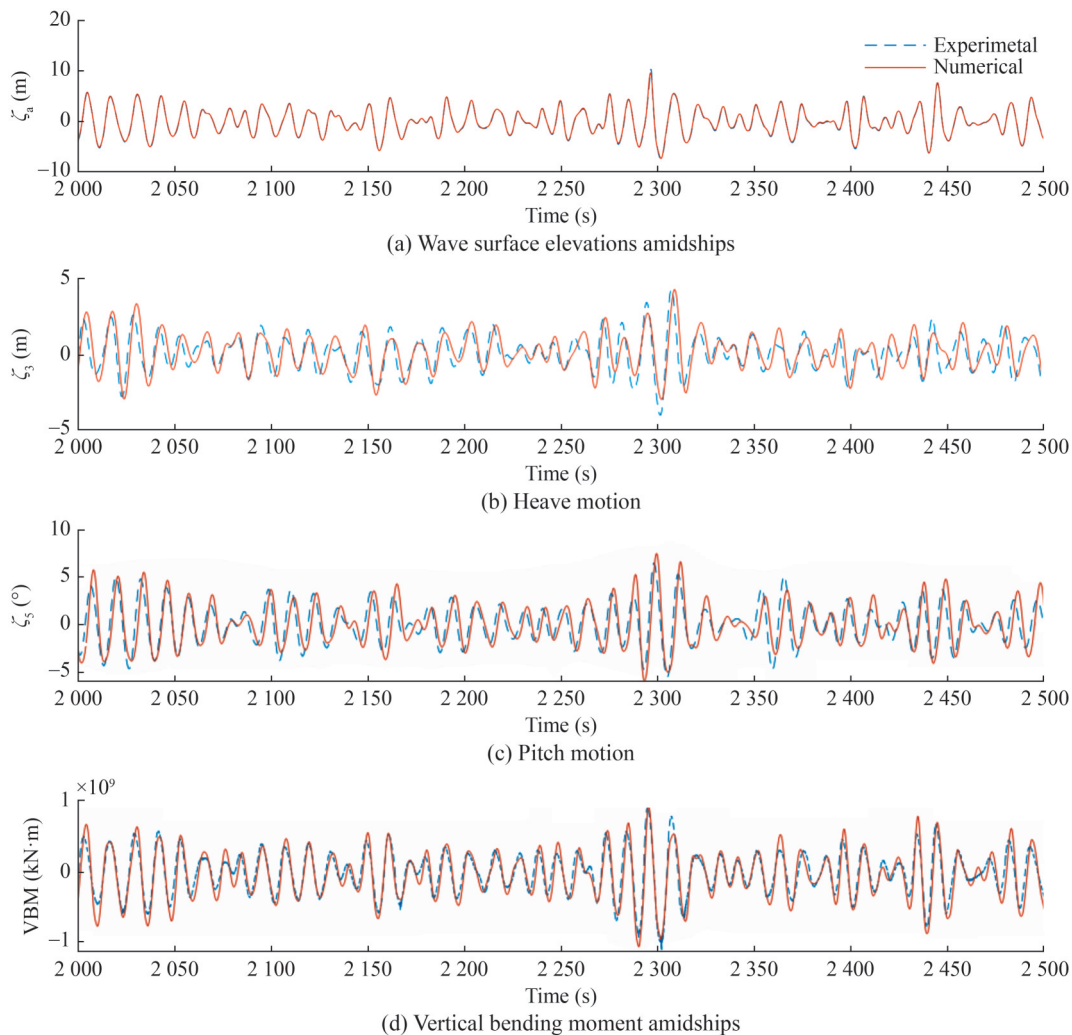 20
10
0
−10
ζa (m)
Experimetal
Numerical
2 000 2 050 2 100 2 150 2 200 2 250 2 300 2 350 2 400 2 450 2 500
Time (s)
(a) Wave surface elevations amidships
5
0
−5
ζ3 (m)
2 000 2 050 2 100 2 150 2 200 2 250 2 300 2 350 2 400 2 450 2 500
Time (s)
(b) Heave motion
10
5
0
−5
ζ5 (°)
2 000 2 050 2 100 2 150 2 200 2 250 2 300 2 350 2 400 2 450 2 500
Time (s)
(c) Pitch motion
×10⁹
1
0
−1
VBM (kN·m)
2 000 2 050 2 100 2 150 2 200 2 250 2 300 2 350 2 400 2 450 2 500
Time (s)
(d) Vertical bending moment amidships